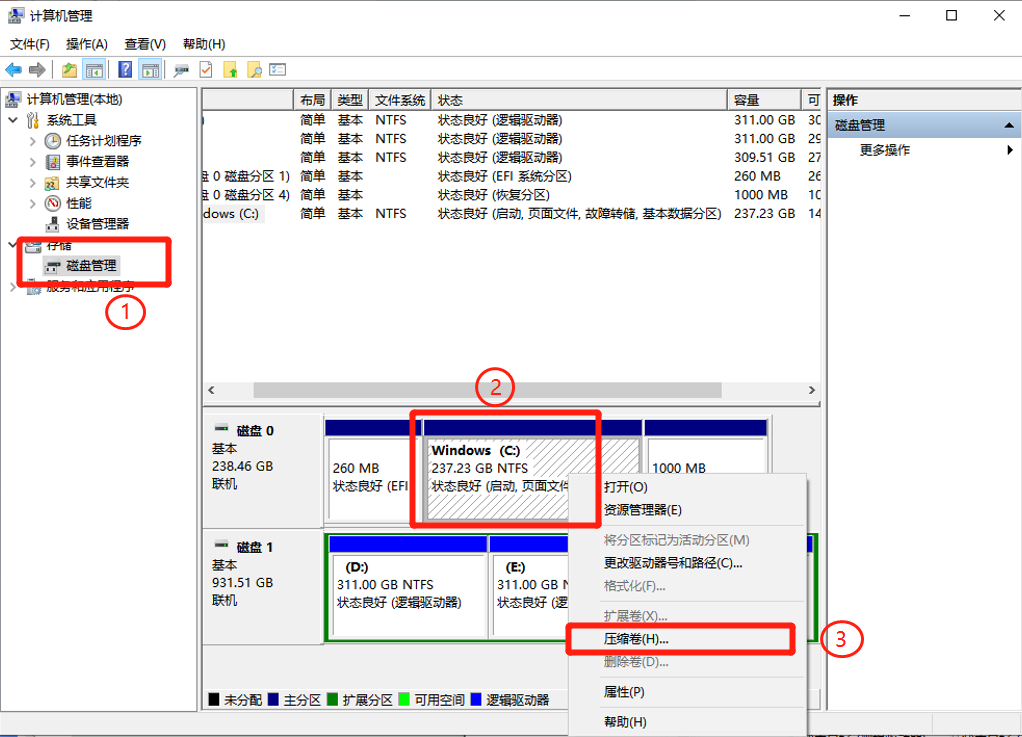 计算机管理
文件(F) 操作(A) 查看(V) 帮助(H)
计算机管理(本地)
系统工具
任务计划程序
事件查看器
共享文件夹
性能
设备管理器
存储
磁盘管理
服务和应用程序
1
布局 类型 文件系统 状态 容量 可
简单 基本 NTFS 状态良好 (逻辑驱动器) 311.00 GB 30
简单 基本 NTFS 状态良好 (逻辑驱动器) 311.00 GB 29
简单 基本 NTFS 状态良好 (逻辑驱动器) 309.51 GB 27
盘 0 磁盘分区 1) 简单 基本 状态良好 (EFI 系统分区) 260 MB 26
盘 0 磁盘分区 4) 简单 基本 状态良好 (恢复分区) 1000 MB 10
dows (C:) 简单 基本 NTFS 状态良好 (启动, 页面文件, 故障转储, 基本数据分区) 237.23 GB 14
操作
磁盘管理
更多操作
2
磁盘 0
基本
238.46 GB
联机
260 MB
状态良好 (EFI
Windows (C:)
237.23 GB NTFS
状态良好 (启动, 页面文件
1000 MB
磁盘 1
基本
931.51 GB
联机
(D:)
311.00 GB NTFS
状态良好 (逻辑驱动器)
(E:)
311.00 GB
状态良好 (逻
打开(O)
资源管理器(E)
将分区标记为活动分区(M)
更改驱动器号和路径(C)...
格式化(F)...
扩展卷(X)...
压缩卷(H)...
删除卷(D)...
属性(P)
帮助(H)
3
未分配 主分区 扩展分区 可用空间 逻辑驱动器